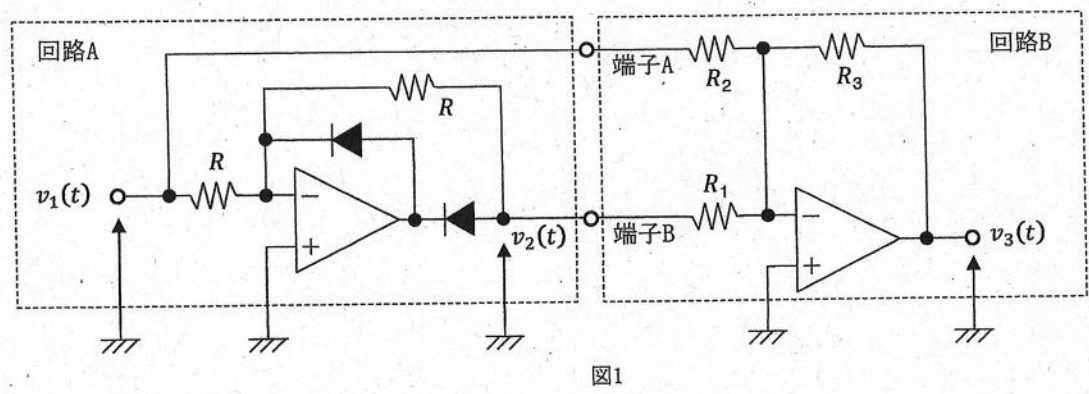 回路A
回路B
端子A
R₂
R₃
R
R
v₁(t)
−
+
v₂(t)
端子B
R₁
−
+
v₃(t)
図1